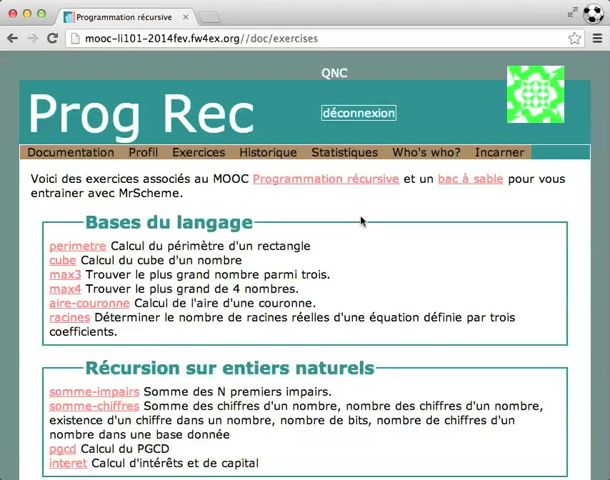 Programmation récursive
mooc-li101-2014fev.fw4ex.org//doc/exercises
QNC
Prog Rec
déconnexion
Documentation Profil Exercices Historique Statistiques Who's who? Incarner
Voici des exercices associés au MOOC Programmation récursive et un bac à sable pour vous
entrainer avec MrScheme.
Bases du langage
perimetre Calcul du périmètre d'un rectangle
cube Calcul du cube d'un nombre
max3 Trouver le plus grand nombre parmi trois.
max4 Trouver le plus grand de 4 nombres.
aire-couronne Calcul de l'aire d'une couronne.
racines Déterminer le nombre de racines réelles d'une équation définie par trois
coefficients.
Récursion sur entiers naturels
somme-impairs Somme des N premiers impairs.
somme-chiffres Somme des chiffres d'un nombre, nombre des chiffres d'un nombre,
existence d'un chiffre dans un nombre, nombre de bits, nombre de chiffres d'un
nombre dans une base donnée
pgcd Calcul du PGCD
interet Calcul d'intérêts et de capital